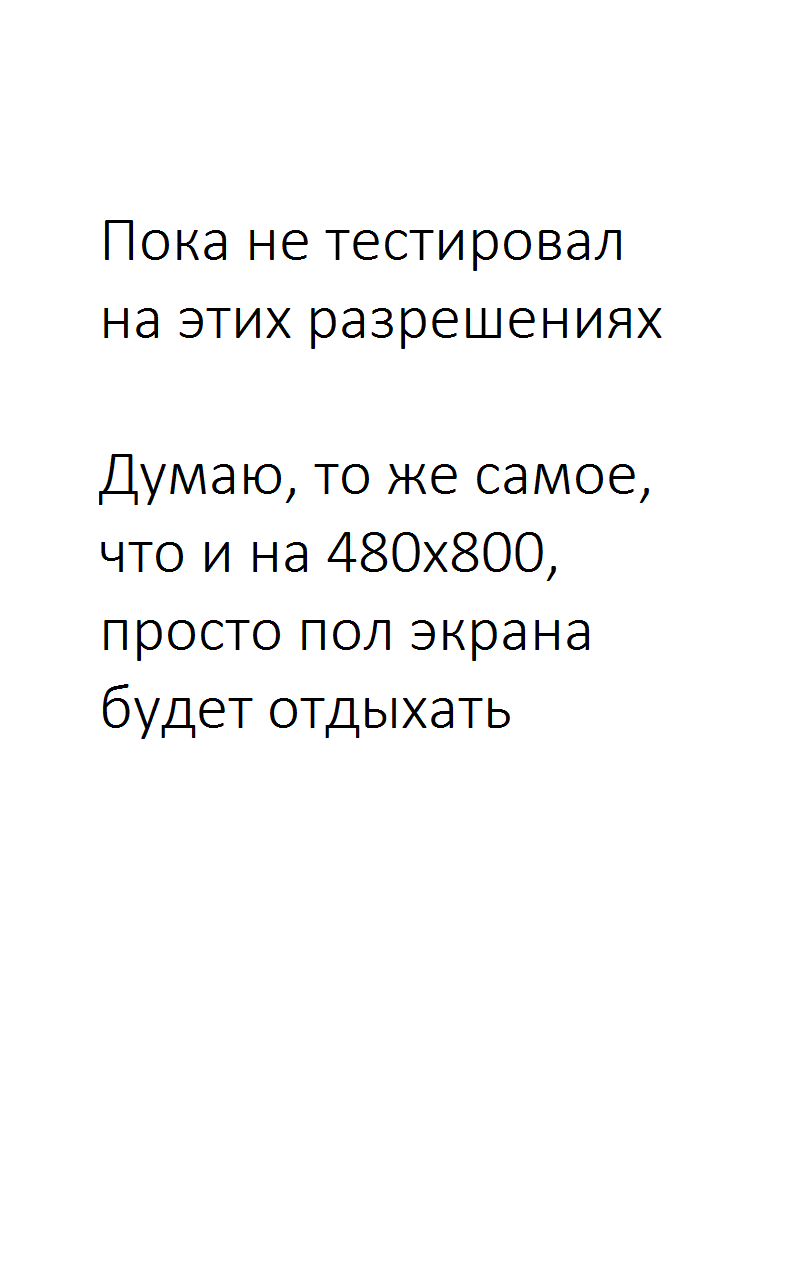 Пока не тестировал
на этих разрешениях
Думаю, то же самое,
что и на 480x800,
просто пол экрана
будет отдыхать